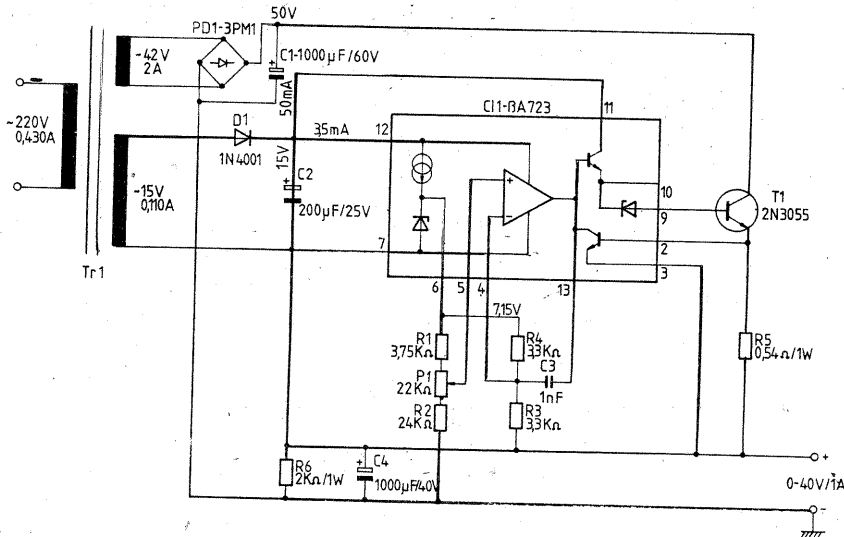 50V
PD1-3PM1
~42V
2A
C1-1000µF/60V
50mA
~220V
0,430A
D1
1N4001
3,5mA
12
CI1-BA723
11
15V
C2
200µF/25V
~15V
0,110A
Tr1
+
−
10
9
2
3
T1
2N3055
7
6
5
4
13
7,15V
R1
3,75KΩ
R4
3,3KΩ
C3
1nF
P1
22KΩ
R2
24KΩ
R3
3,3KΩ
R5
0,54Ω/1W
R6
2KΩ/1W
C4
1000µF/40V
+
0-40V/1A
-